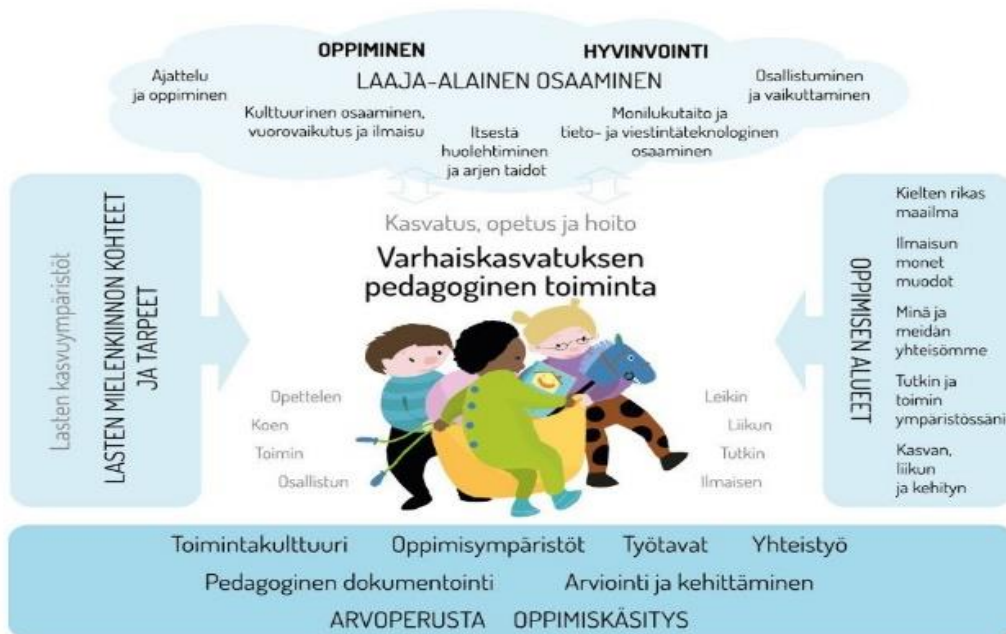 OPPIMINEN HYVINVOINTI
LAAJA-ALAINEN OSAAMINEN
Ajattelu
ja oppiminen
Kulttuurinen osaaminen,
vuorovaikutus ja ilmaisu
Itsestä
huolehtiminen
ja arjen taidot
Monilukutaito ja
tieto- ja viestintäteknologinen
osaaminen
Osallistuminen
ja vaikuttaminen
Lasten kasvuympäristöt
LASTEN MIELENKIINNON KOHTEET
JA TARPEET
Kasvatus, opetus ja hoito
Varhaiskasvatuksen
pedagoginen toiminta
Opettelen
Koen
Toimin
Osallistun
Leikin
Liikun
Tutkin
Ilmaisen
OPPIMISEN ALUEET
Kielten rikas
maailma
Ilmaisun
monet
muodot
Minä ja
meidän
yhteisömme
Tutkin ja
toimin
ympäristössäni
Kasvan,
liikun
ja kehityn
Toimintakulttuuri Oppimisympäristöt Työtavat Yhteistyö
Pedagoginen dokumentointi Arviointi ja kehittäminen
ARVOPERUSTA OPPIMISKÄSITYS